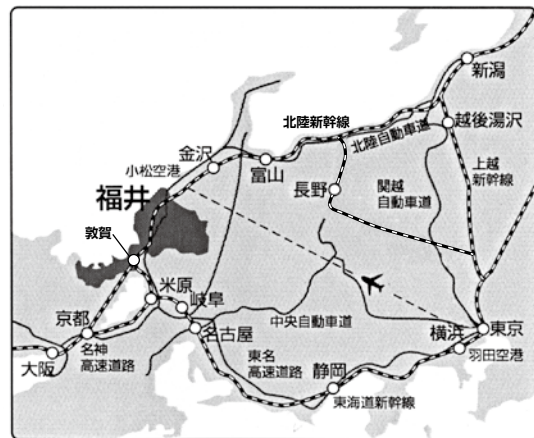 新潟
越後湯沢
北陸新幹線
北陸自動車道
上越
新幹線
金沢
小松空港
富山
長野
関越
自動車道
福井
敦賀
米原
岐阜
京都
名神
高速道路
大阪
名古屋
中央自動車道
東名
高速道路
静岡
東海道新幹線
横浜
東京
羽田空港